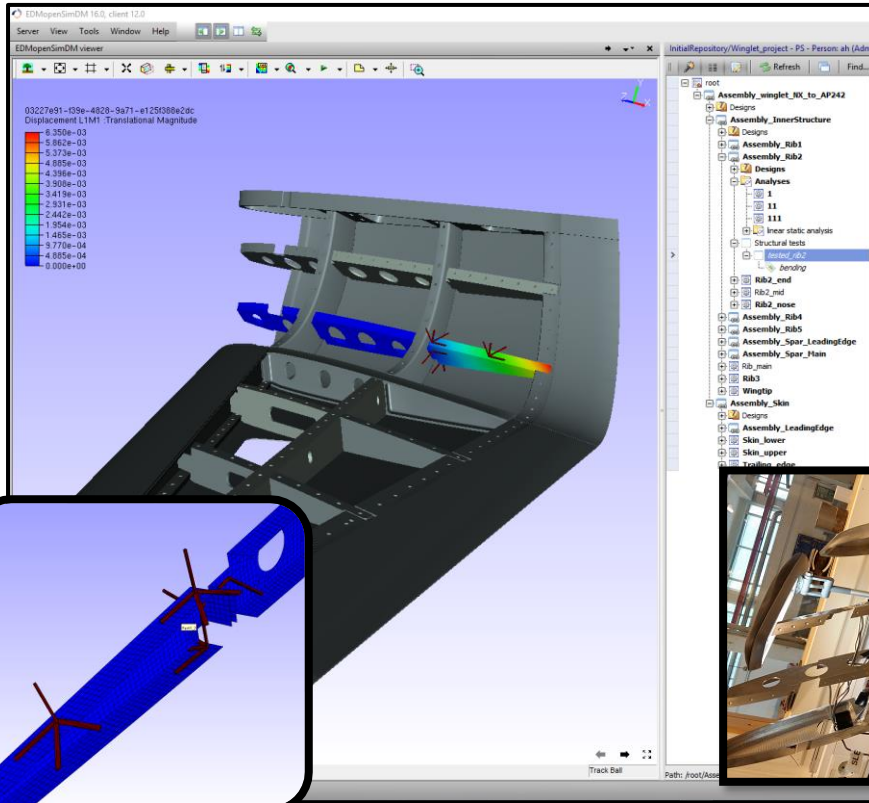 EDMopenSimDM 16.0, client 12.0
Server View Tools Window Help
EDMopenSimDM viewer
03227e91-f39e-4828-9a71-e125f388e2dc
Displacement L1M1 :Translational Magnitude
6.350e-03
5.862e-03
5.373e-03
4.885e-03
4.396e-03
3.908e-03
3.419e-03
2.931e-03
2.442e-03
1.954e-03
1.465e-03
9.770e-04
4.885e-04
0.000e+00
Y
Z X
Track Ball
InitialRepository/Winglet_project - PS - Person: ah (Adm
Refresh Find...
root
Assembly_winglet_NX_to_AP242
Designs
Assembly_InnerStructure
Designs
Assembly_Rib1
Assembly_Rib2
Designs
Analyses
1
11
111
linear static analysis
Structural tests
tested_rib2
bending
Rib2_end
Rib2_mid
Rib2_nose
Assembly_Rib4
Assembly_Rib5
Assembly_Spar_LeadingEdge
Assembly_Spar_Main
Rib_main
Rib3
Wingtip
Assembly_Skin
Designs
Assembly_LeadingEdge
Skin_lower
Skin_upper
Trailing_edge
Path: /root/Asse
SLE